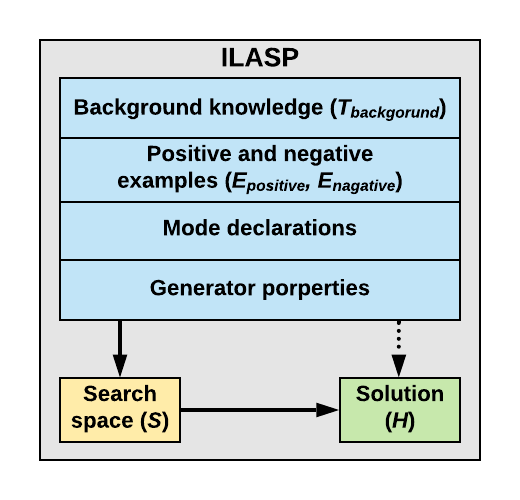 ILASP
Background knowledge (Tbackgorund)
Positive and negative
examples (Epositive, Enagative)
Mode declarations
Generator porperties
Search
space (S)
Solution
(H)